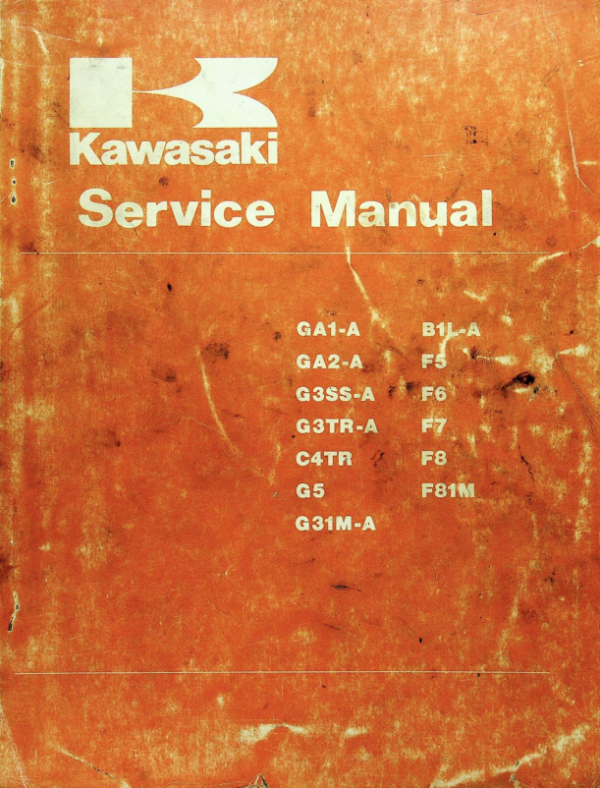 Kawasaki
Service Manual
GA1-A
GA2-A
G3SS-A
G3TR-A
C4TR
G5
G31M-A
B1L-A
F5
F6
F7
F8
F81M